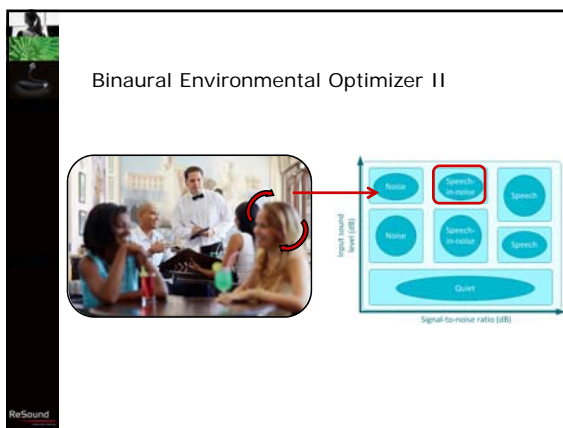 Binaural Environmental Optimizer II
Input sound
level (dB)
Noise
Speech-
in-noise
Speech
Noise
Speech-
in-noise
Speech
Quiet
Signal-to-noise ratio (dB)
ReSound